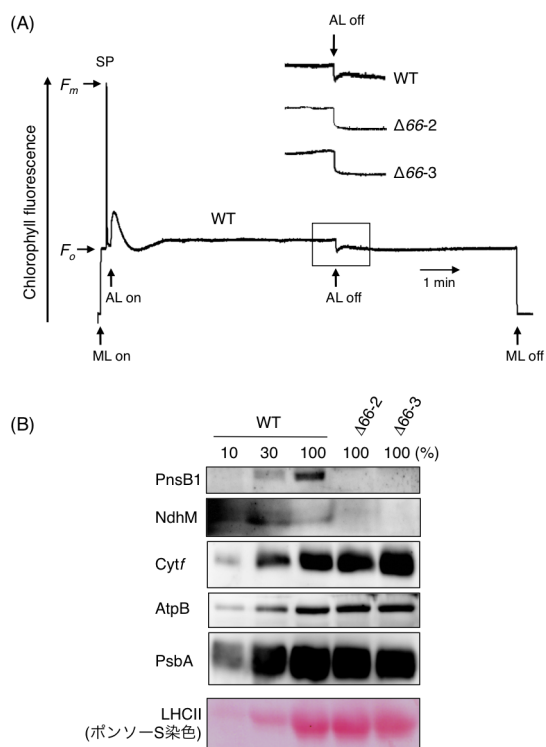 (A)
AL off
SP
Fm
WT
Δ66-2
Δ66-3
Chlorophyll fluorescence
WT
Fo
AL on
AL off
1 min
ML on
ML off
(B)
WT
Δ66-2
Δ66-3
10 30 100 100 100 (%)
PnsB1
NdhM
Cytf
AtpB
PsbA
LHCII
(ポンソーS染色)